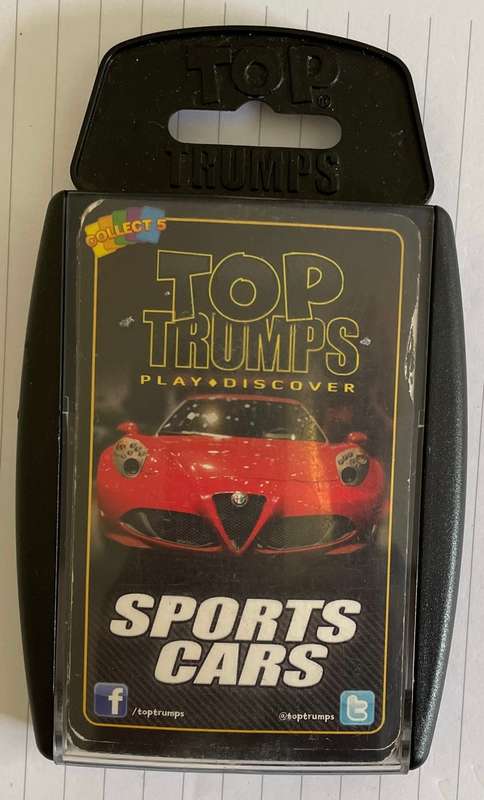 TOP®
TRUMPS
COLLECT 5
TOP
TRUMPS
PLAY♦DISCOVER
SPORTS
CARS
f /toptrumps
@toptrumps t